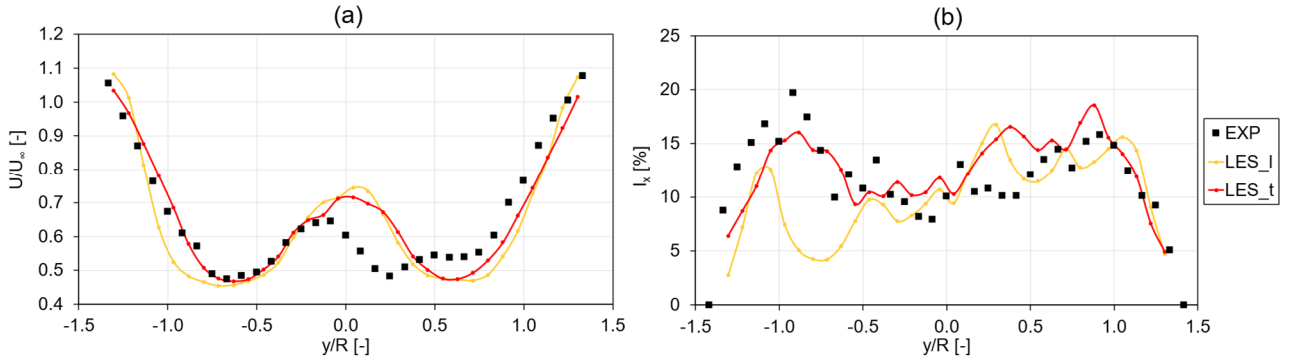 (a)
1.2
1.1
1.0
0.9
0.8
0.7
0.6
0.5
0.4
U/U∞ [-]
-1.5 -1.0 -0.5 0.0 0.5 1.0 1.5
y/R [-]
(b)
25
20
15
10
5
0
Ix [%]
-1.5 -1.0 -0.5 0.0 0.5 1.0 1.5
y/R [-]
EXP
LES_l
LES_t